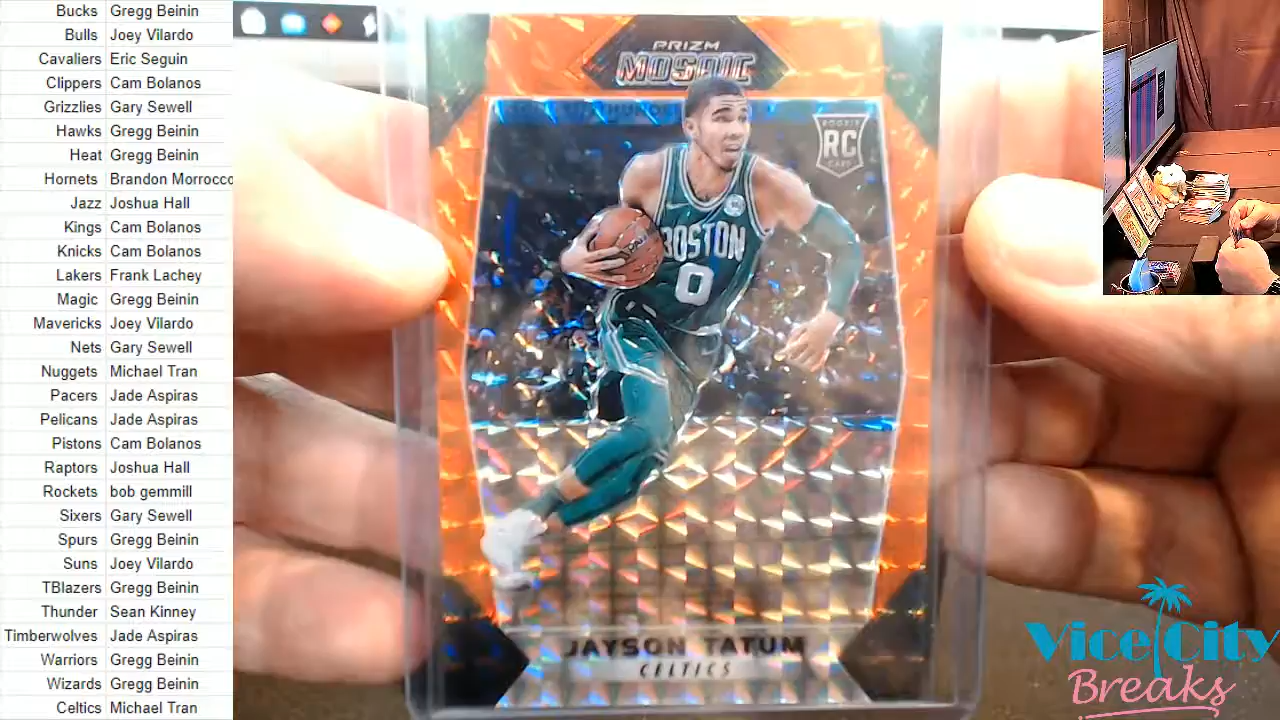 Bucks Gregg Beinin
Bulls Joey Vilardo
Cavaliers Eric Seguin
Clippers Cam Bolanos
Grizzlies Gary Sewell
Hawks Gregg Beinin
Heat Gregg Beinin
Hornets Brandon Morrocco
Jazz Joshua Hall
Kings Cam Bolanos
Knicks Cam Bolanos
Lakers Frank Lachey
Magic Gregg Beinin
Mavericks Joey Vilardo
Nets Gary Sewell
Nuggets Michael Tran
Pacers Jade Aspiras
Pelicans Jade Aspiras
Pistons Cam Bolanos
Raptors Joshua Hall
Rockets bob gemmill
Sixers Gary Sewell
Spurs Gregg Beinin
Suns Joey Vilardo
TBlazers Gregg Beinin
Thunder Sean Kinney
Timberwolves Jade Aspiras
Warriors Gregg Beinin
Wizards Gregg Beinin
Celtics Michael Tran
PRIZM
MOSAIC
ROOKIE
RC
CARD
BOSTON
0
JAYSON TATUM
CELTICS
Vice City
Breaks